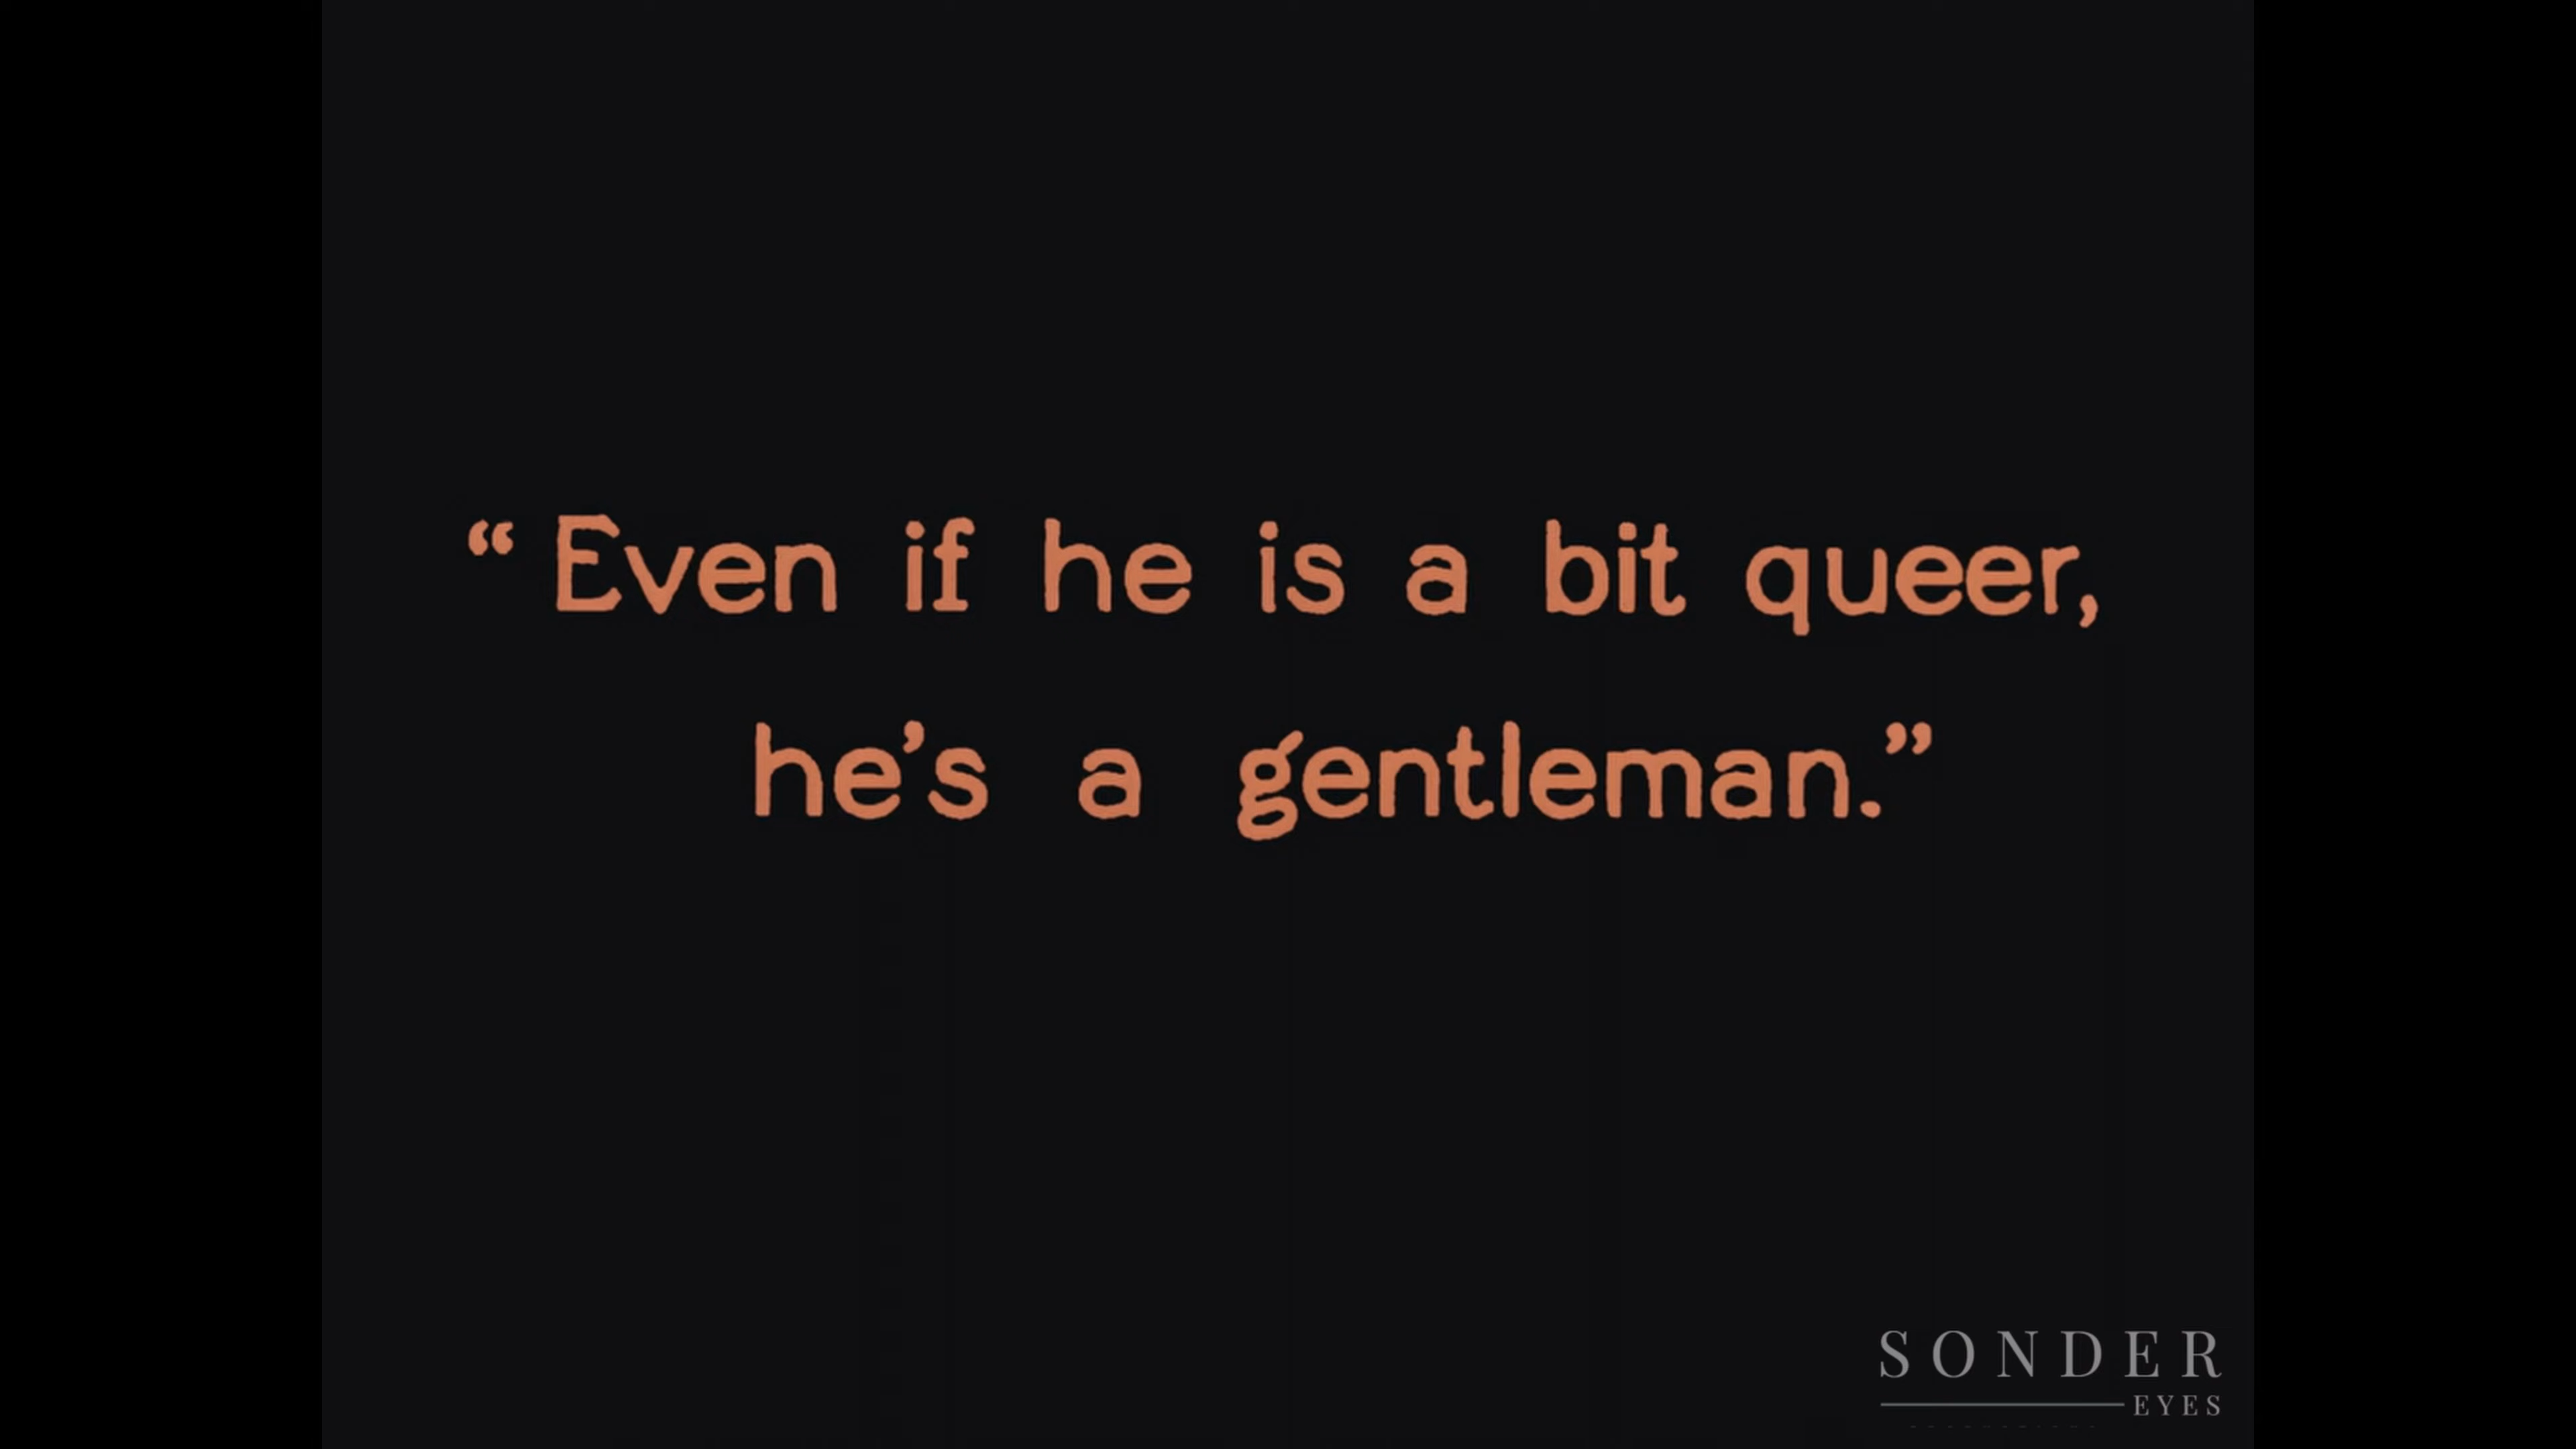 “Even if he is a bit queer,
he’s a gentleman.”
SONDER
EYES